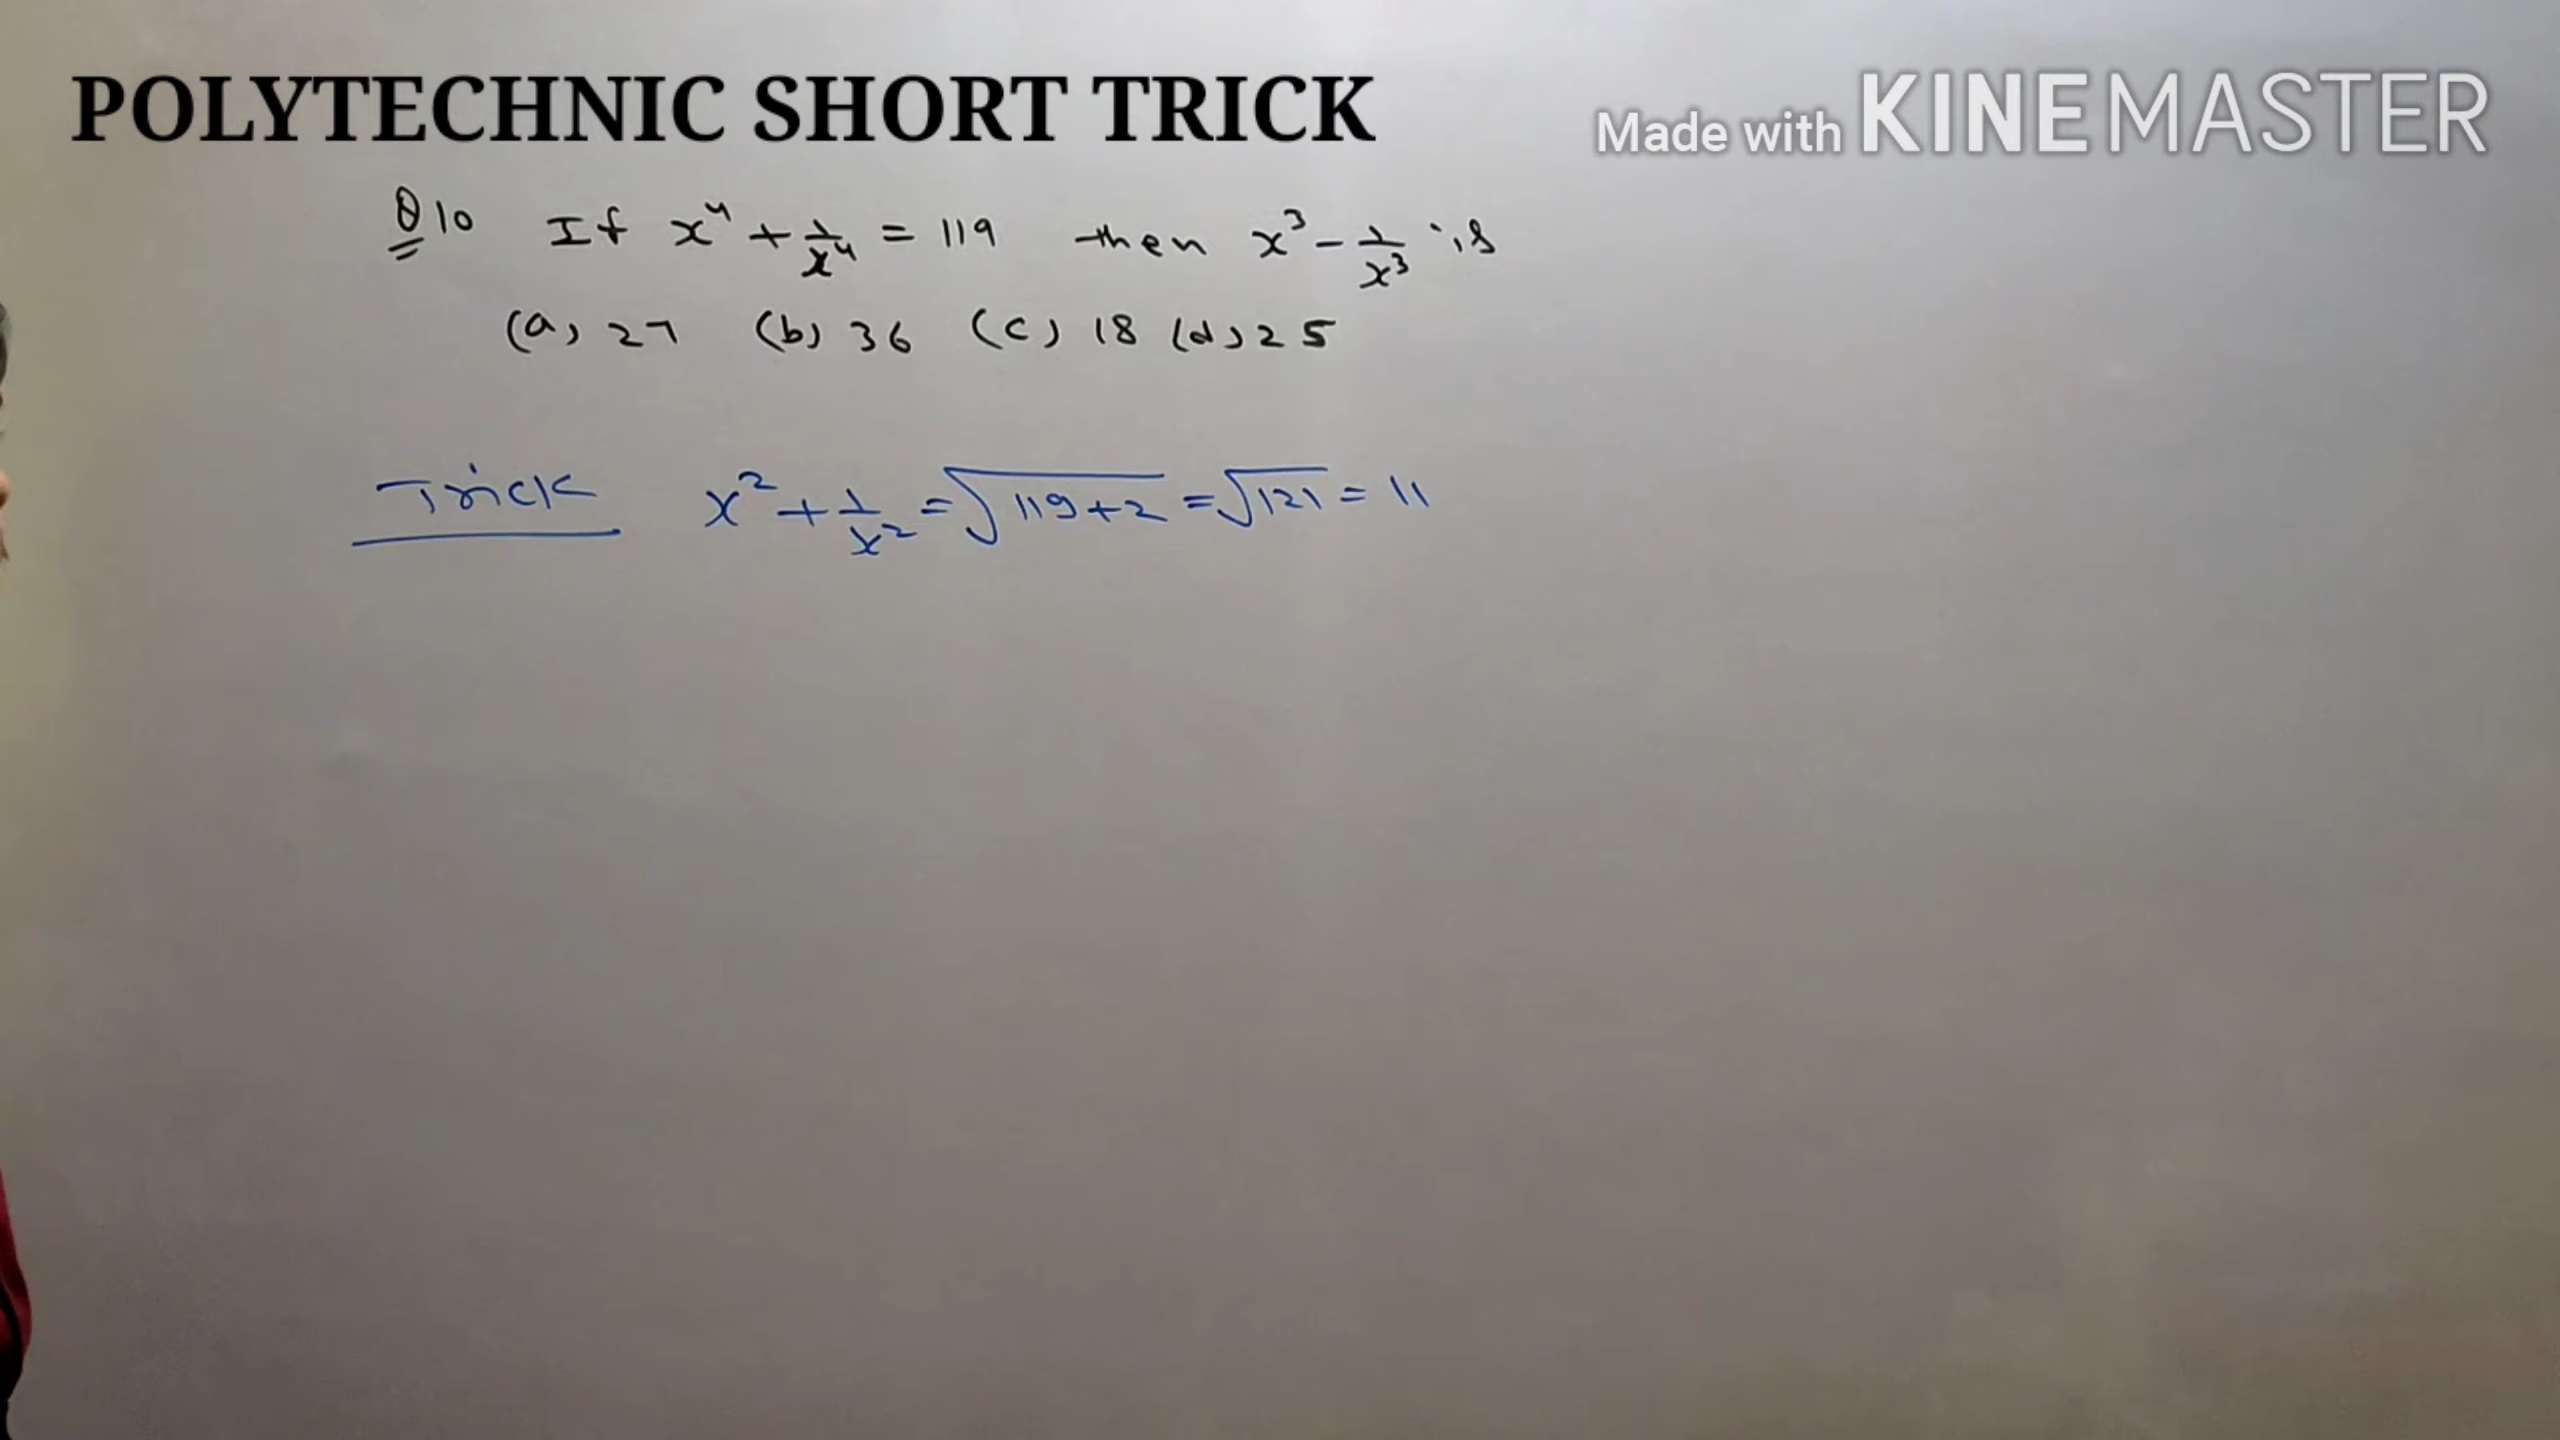 POLYTECHNIC SHORT TRICK
Made with KINEMASTER
Q10 If x⁴ + 1/x⁴ = 119 then x³ - 1/x³ is
(a) 27 (b) 36 (c) 18 (d) 25
Trick x² + 1/x² = √119+2 = √121 = 11